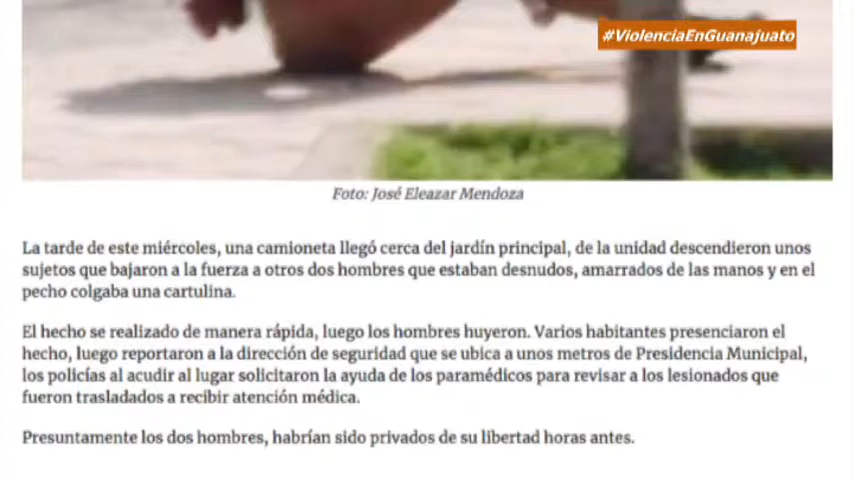 #ViolenciaEnGuanajuato
Foto: José Eleazar Mendoza
La tarde de este miércoles, una camioneta llegó cerca del jardín principal, de la unidad descendieron unos
sujetos que bajaron a la fuerza a otros dos hombres que estaban desnudos, amarrados de las manos y en el
pecho colgaba una cartulina.
El hecho se realizado de manera rápida, luego los hombres huyeron. Varios habitantes presenciaron el
hecho, luego reportaron a la dirección de seguridad que se ubica a unos metros de Presidencia Municipal,
los policías al acudir al lugar solicitaron la ayuda de los paramédicos para revisar a los lesionados que
fueron trasladados a recibir atención médica.
Presuntamente los dos hombres, habrían sido privados de su libertad horas antes.